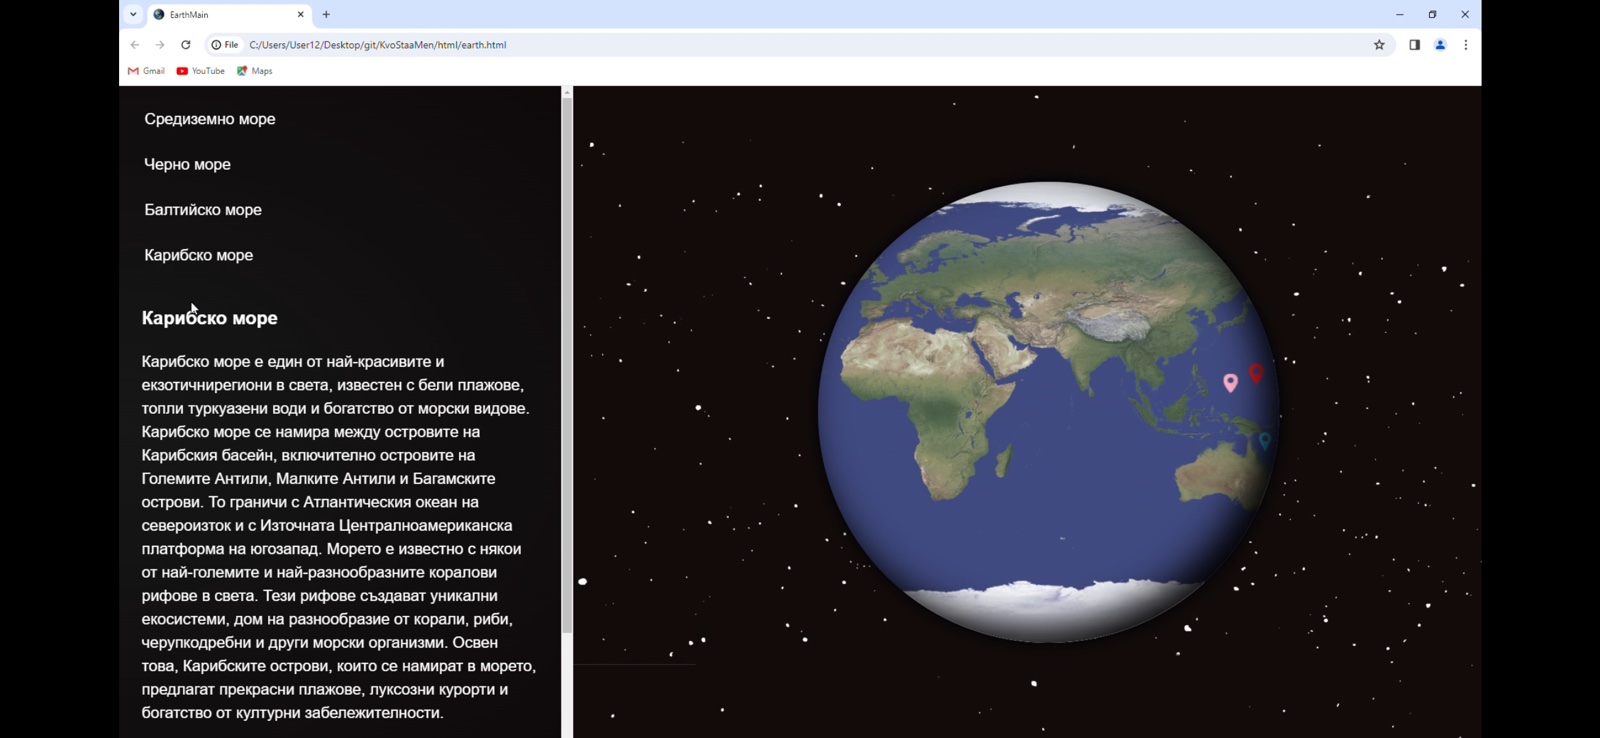 EarthMain
File
C:/Users/User12/Desktop/git/KvoStaaMen/html/earth.html
Gmail
YouTube
Maps
Средиземно море
Черно море
Балтийско море
Карибско море
Карибско море
Карибско море е един от най-красивите и
екзотичнирегиони в света, известен с бели плажове,
топли туркуазени води и богатство от морски видове.
Карибско море се намира между островите на
Карибския басейн, включително островите на
Големите Антили, Малките Антили и Багамските
острови. То граничи с Атлантическия океан на
североизток и с Източната Централноамериканска
платформа на югозапад. Морето е известно с някои
от най-големите и най-разнообразните коралови
рифове в света. Тези рифове създават уникални
екосистеми, дом на разнообразие от корали, риби,
черупкодребни и други морски организми. Освен
това, Карибските острови, които се намират в морето,
предлагат прекрасни плажове, луксозни курорти и
богатство от културни забележителности.